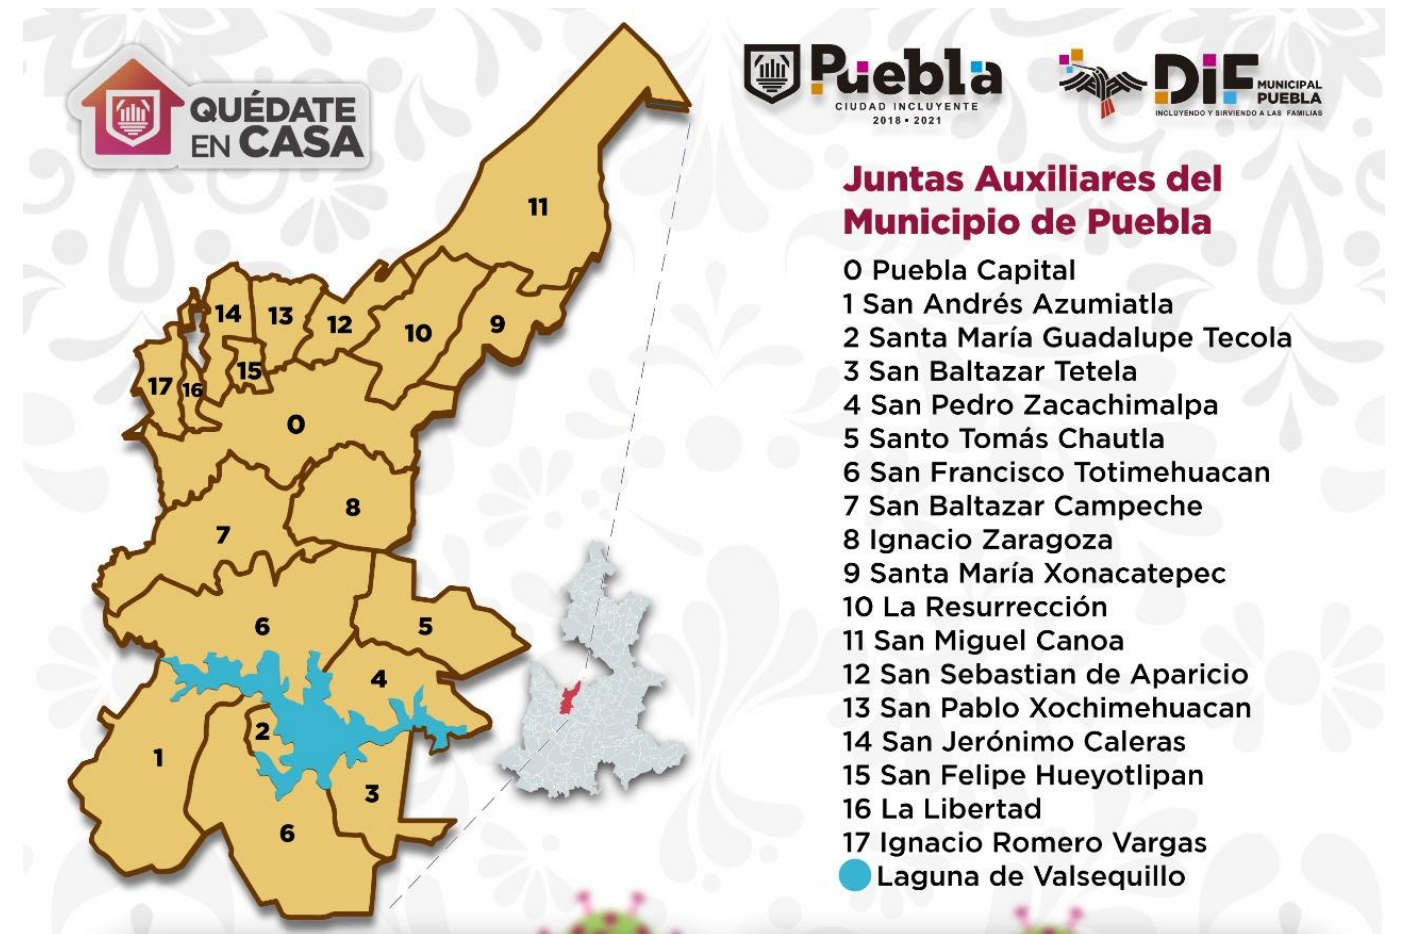 QUÉDATE
EN CASA
Puebla
CIUDAD INCLUYENTE
2018 - 2021
DiF MUNICIPAL
PUEBLA
INCLUYENDO Y SIRVIENDO A LAS FAMILIAS
Juntas Auxiliares del
Municipio de Puebla
0 Puebla Capital
1 San Andrés Azumiatla
2 Santa María Guadalupe Tecola
3 San Baltazar Tetela
4 San Pedro Zacachimalpa
5 Santo Tomás Chautla
6 San Francisco Totimehuacan
7 San Baltazar Campeche
8 Ignacio Zaragoza
9 Santa María Xonacatepec
10 La Resurrección
11 San Miguel Canoa
12 San Sebastian de Aparicio
13 San Pablo Xochimehuacan
14 San Jerónimo Caleras
15 San Felipe Hueyotlipan
16 La Libertad
17 Ignacio Romero Vargas
Laguna de Valsequillo
11
14
13
12
10
9
15
17
16
0
8
7
6
5
4
2
1
3
6